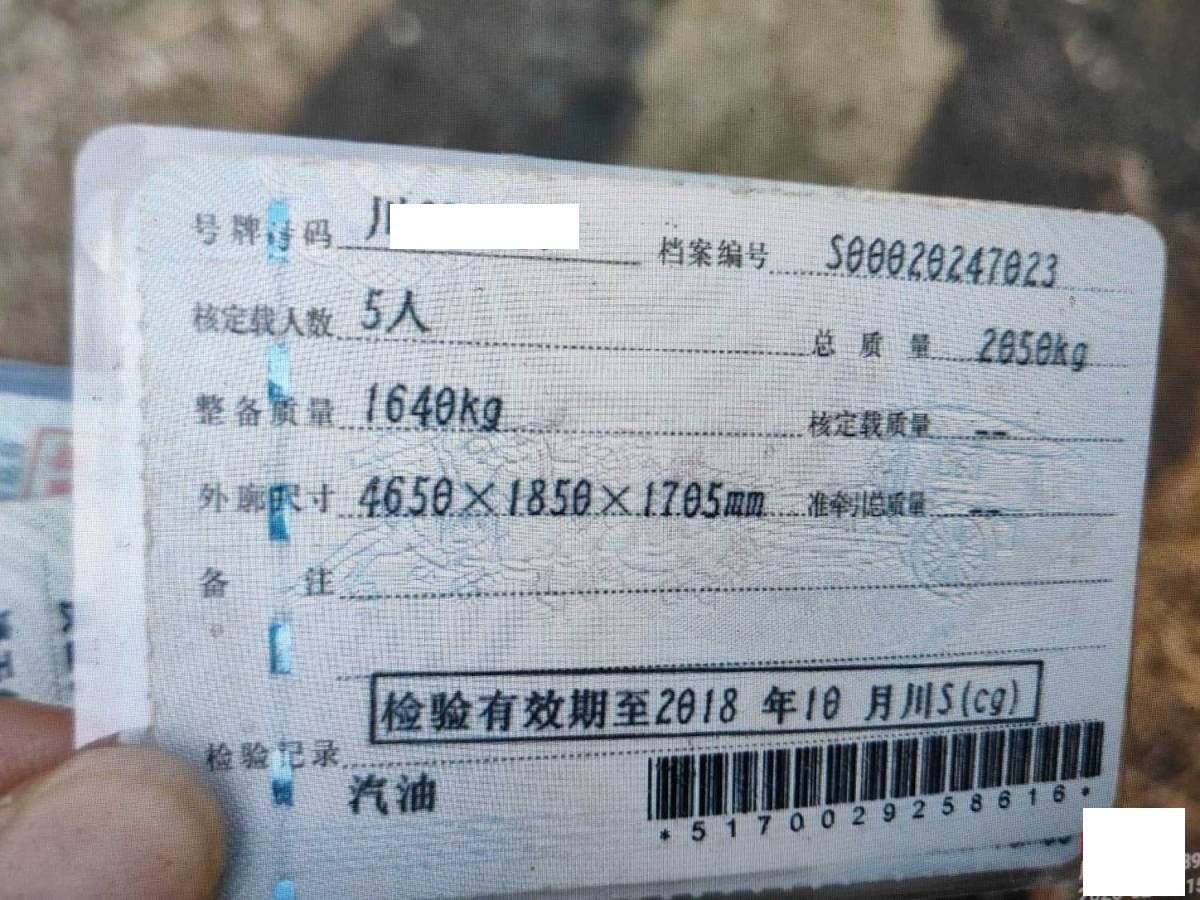 号牌号码 川 档案编号 S00020247023
核定载人数 5人 总质量 2050kg
整备质量 1640kg 核定载质量 --
外廓尺寸 4650×1850×1705mm 准牵引总质量 --
备注
检验有效期至2018 年10 月川S(cg)
检验记录
汽油
*5170029258616*